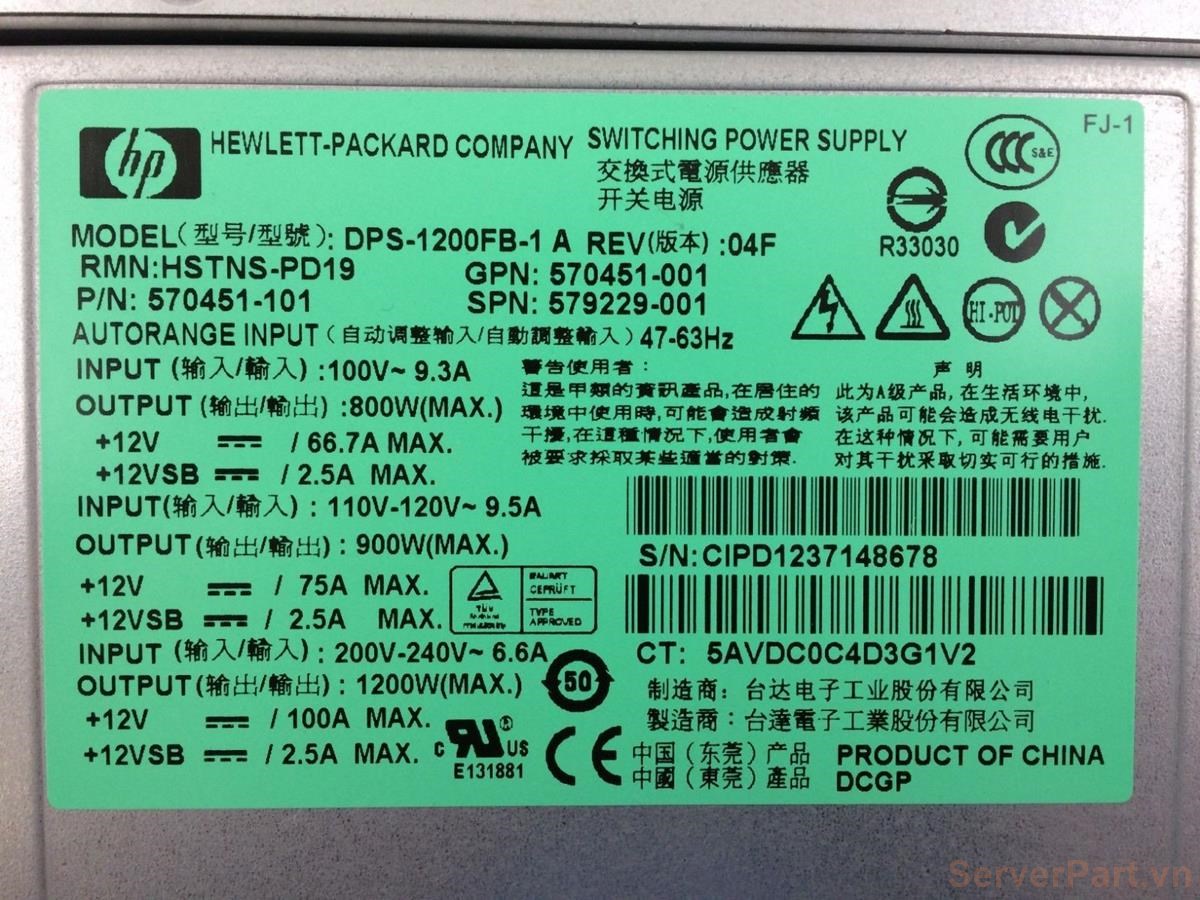 hp HEWLETT-PACKARD COMPANY
SWITCHING POWER SUPPLY
交換式電源供應器
开关电源
S&E
FJ-1
R33030
MODEL(型号/型號): DPS-1200FB-1 A REV(版本) :04F
RMN:HSTNS-PD19 GPN: 570451-001
P/N: 570451-101 SPN: 579229-001
HI-POT
AUTORANGE INPUT(自动调整输入/自動調整輸入)47-63Hz
INPUT (输入/輸入) :100V~ 9.3A
OUTPUT (输出/輸出) :800W(MAX.)
+12V / 66.7A MAX.
+12VSB / 2.5A MAX.
INPUT(输入/輸入) : 110V-120V~ 9.5A
OUTPUT(输出/輸出) : 900W(MAX.)
+12V / 75A MAX.
+12VSB / 2.5A MAX.
INPUT (输入/輸入) : 200V-240V~ 6.6A
OUTPUT(输出/輸出) : 1200W(MAX.)
+12V / 100A MAX.
+12VSB / 2.5A MAX.
警告使用者:
這是甲類的資訊產品,在居住的
環境中使用時,可能會造成射頻
干擾,在這種情況下,使用者會
被要求採取某些適當的對策.
声 明
此为A级产品, 在生活环境中,
该产品可能会造成无线电干扰.
在这种情况下, 可能需要用户
对其干扰采取切实可行的措施.
S/N:CIPD1237148678
CT: 5AVDC0C4D3G1V2
GEPRÜFT
TYPE
APPROVED
50
c US ®
E131881
CE
制造商: 台达电子工业股份有限公司
製造商: 台達電子工業股份有限公司
中国(东莞)产品
中國(東莞)產品
PRODUCT OF CHINA
DCGP
ServerPart.vn